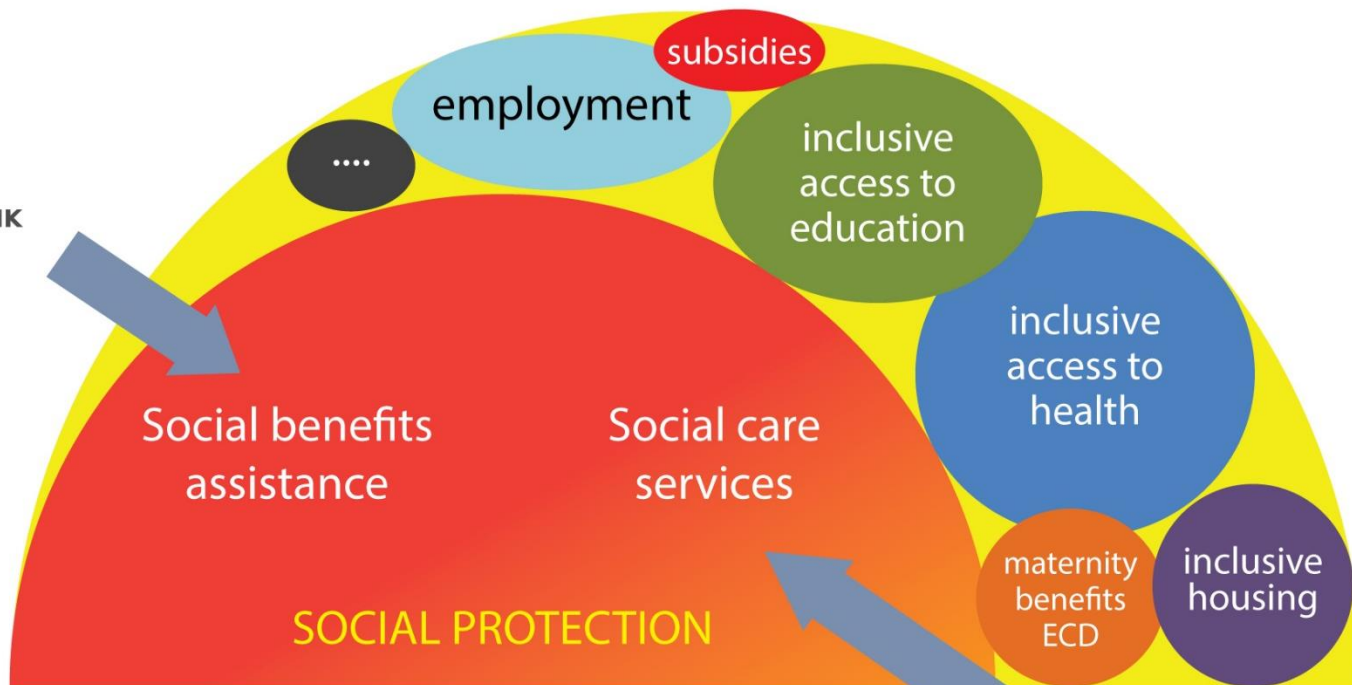 subsidies
employment
....
inclusive
access to
education
inclusive
access to
health
Social benefits
assistance
Social care
services
maternity
benefits
ECD
inclusive
housing
SOCIAL PROTECTION